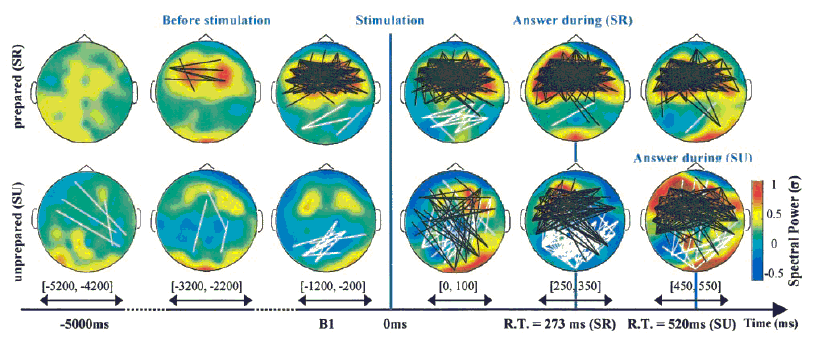 Before stimulation
Stimulation
Answer during (SR)
prepared (SR)
Answer during (SU)
unprepared (SU)
1
0.5
0
-0.5
Spectral Power (σ)
[-5200, -4200]
[-3200, -2200]
[-1200, -200]
[0, 100]
[250, 350]
[450, 550]
-5000ms
B1
0ms
R.T. = 273 ms (SR)
R.T. = 520ms (SU)
Time (ms)